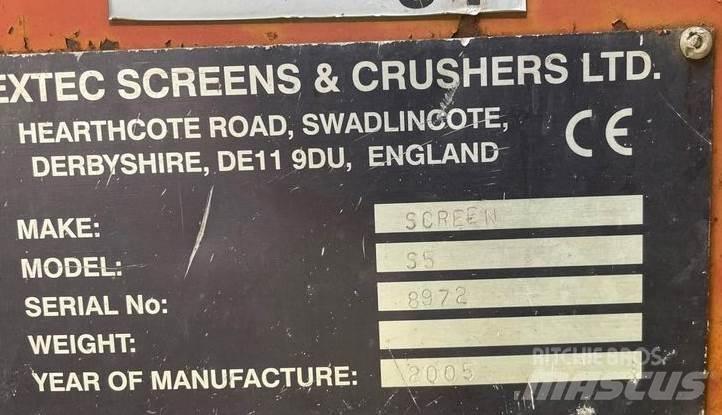 EXTEC SCREENS & CRUSHERS LTD.
HEARTHCOTE ROAD, SWADLINCOTE,
DERBYSHIRE, DE11 9DU, ENGLAND
CE
MAKE: SCREEN
MODEL: S5
SERIAL No: 8972
WEIGHT:
YEAR OF MANUFACTURE: 2005
RITCHIE BROS.
MASCUS